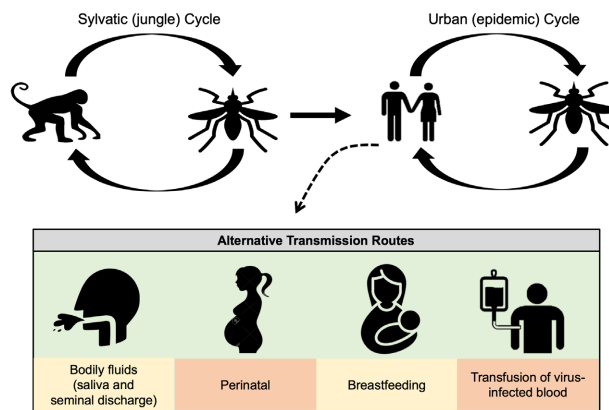 Sylvatic (jungle) Cycle
Urban (epidemic) Cycle
Alternative Transmission Routes
Bodily fluids
(saliva and
seminal discharge)
Perinatal
Breastfeeding
Transfusion of virus-
infected blood